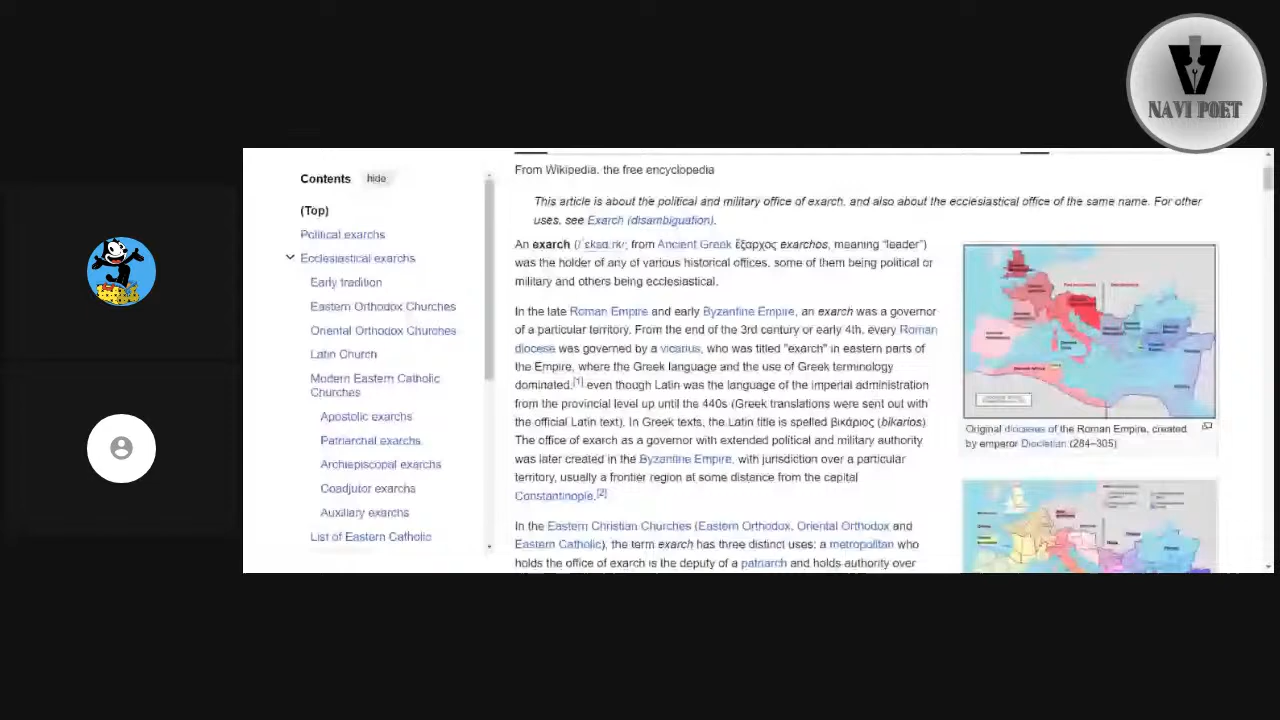 NAVI POET
Contents hide
(Top)
Political exarchs
Ecclesiastical exarchs
Early tradition
Eastern Orthodox Churches
Oriental Orthodox Churches
Latin Church
Modern Eastern Catholic
Churches
Apostolic exarchs
Patriarchal exarchs
Archiepiscopal exarchs
Coadjutor exarchs
Auxiliary exarchs
List of Eastern Catholic
From Wikipedia, the free encyclopedia
This article is about the political and military office of exarch, and also about the ecclesiastical office of the same name. For other
uses, see Exarch (disambiguation).
An exarch (/ˈɛksɑːrk/; from Ancient Greek ἔξαρχος exarchos, meaning "leader")
was the holder of any of various historical offices, some of them being political or
military and others being ecclesiastical.
In the late Roman Empire and early Byzantine Empire, an exarch was a governor
of a particular territory. From the end of the 3rd century or early 4th, every Roman
diocese was governed by a vicarius, who was titled "exarch" in eastern parts of
the Empire, where the Greek language and the use of Greek terminology
dominated,[1] even though Latin was the language of the imperial administration
from the provincial level up until the 440s (Greek translations were sent out with
the official Latin text). In Greek texts, the Latin title is spelled βικάριος (bikarios)
The office of exarch as a governor with extended political and military authority
was later created in the Byzantine Empire, with jurisdiction over a particular
territory, usually a frontier region at some distance from the capital
Constantinople.[2]
In the Eastern Christian Churches (Eastern Orthodox, Oriental Orthodox and
Eastern Catholic), the term exarch has three distinct uses: a metropolitan who
holds the office of exarch is the deputy of a patriarch and holds authority over
Original dioceses of the Roman Empire, created
by emperor Diocletian (284–305)